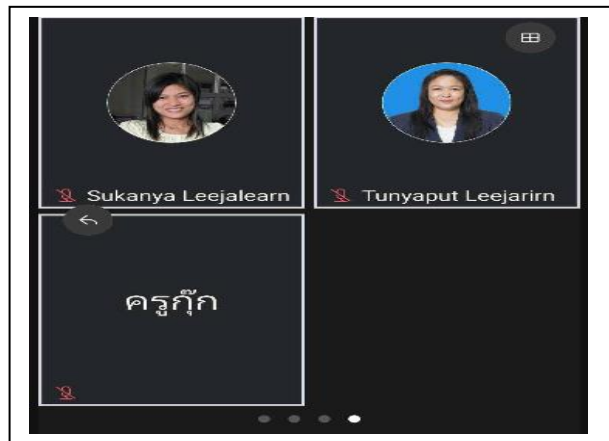 Sukanya Leejalearn
Tunyaput Leejarirn
ครูกุ๊ก